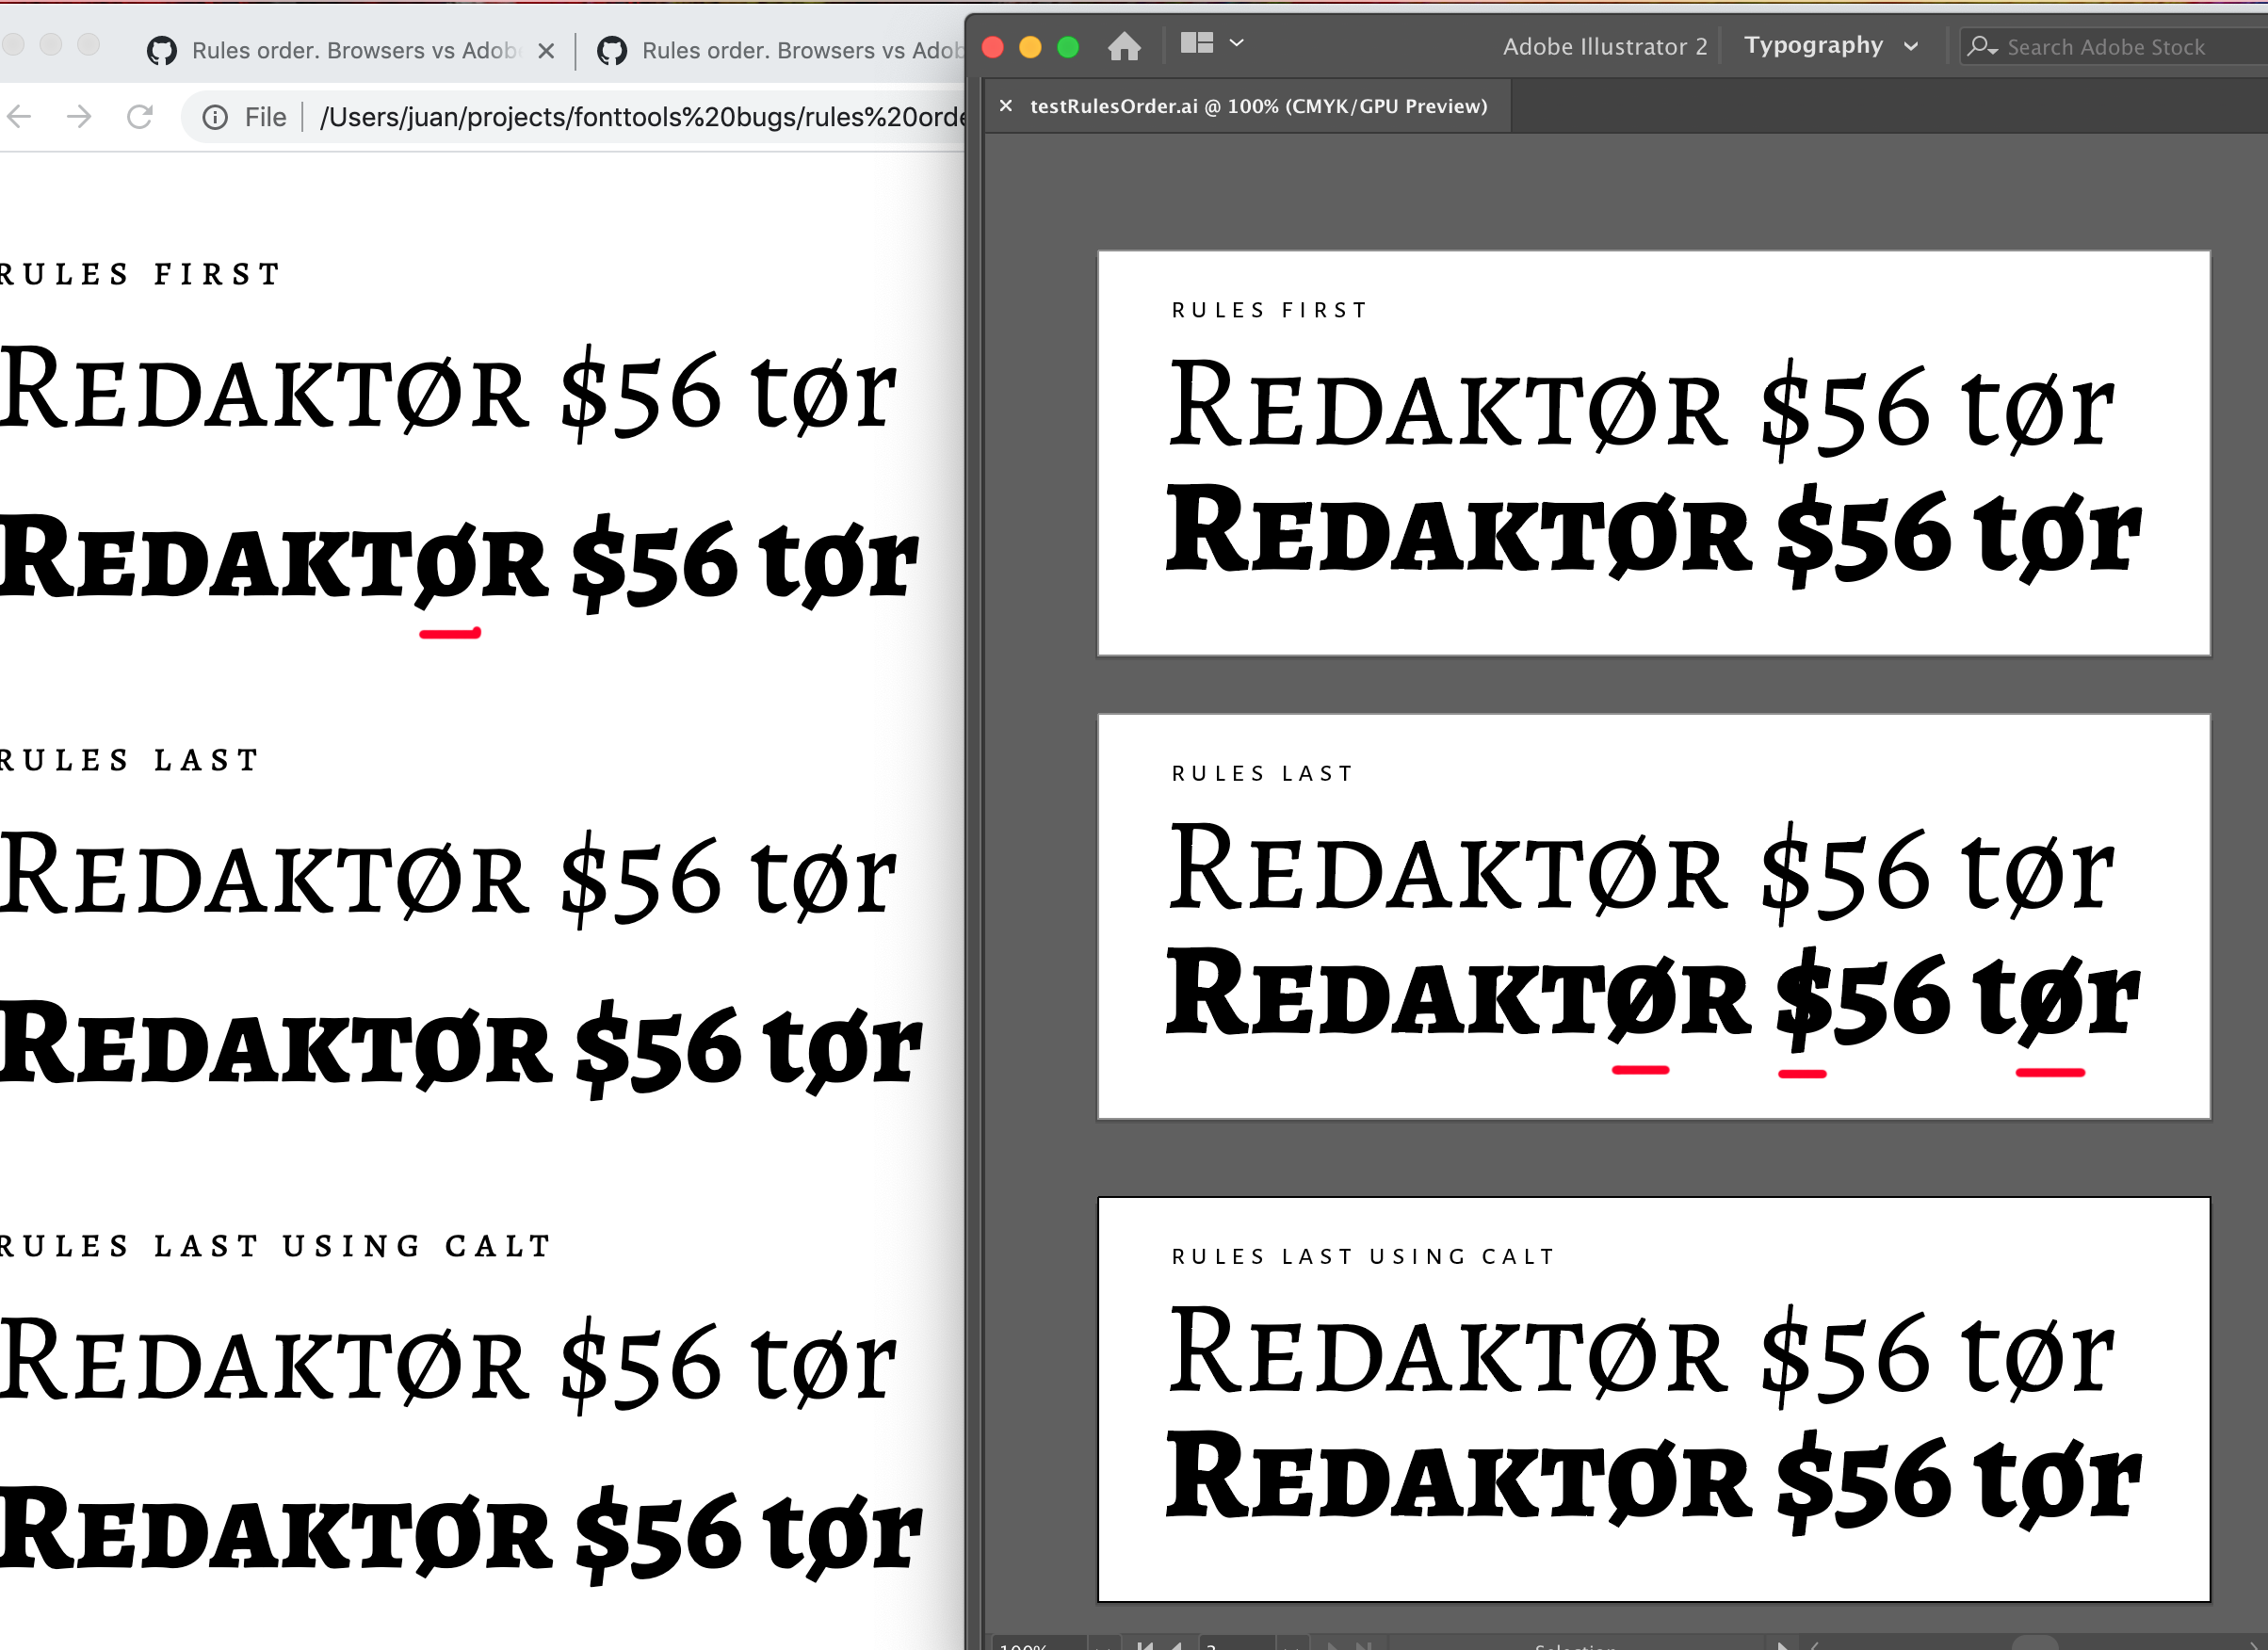 Rules order. Browsers vs Adob
Rules order. Browsers vs Adob
File
/Users/juan/projects/fonttools%20bugs/rules%20orde
RULES FIRST
REDAKTØR $56 tør
REDAKTØR $56 tør
RULES LAST
REDAKTØR $56 tør
REDAKTØR $56 tør
RULES LAST USING CALT
REDAKTØR $56 tør
REDAKTØR $56 tør
Adobe Illustrator 2
Typography
Search Adobe Stock
testRulesOrder.ai @ 100% (CMYK/GPU Preview)
RULES FIRST
REDAKTØR $56 tør
REDAKTØR $56 tør
RULES LAST
REDAKTØR $56 tør
REDAKTØR $56 tør
RULES LAST USING CALT
REDAKTØR $56 tør
REDAKTØR $56 tør
100%
Selection